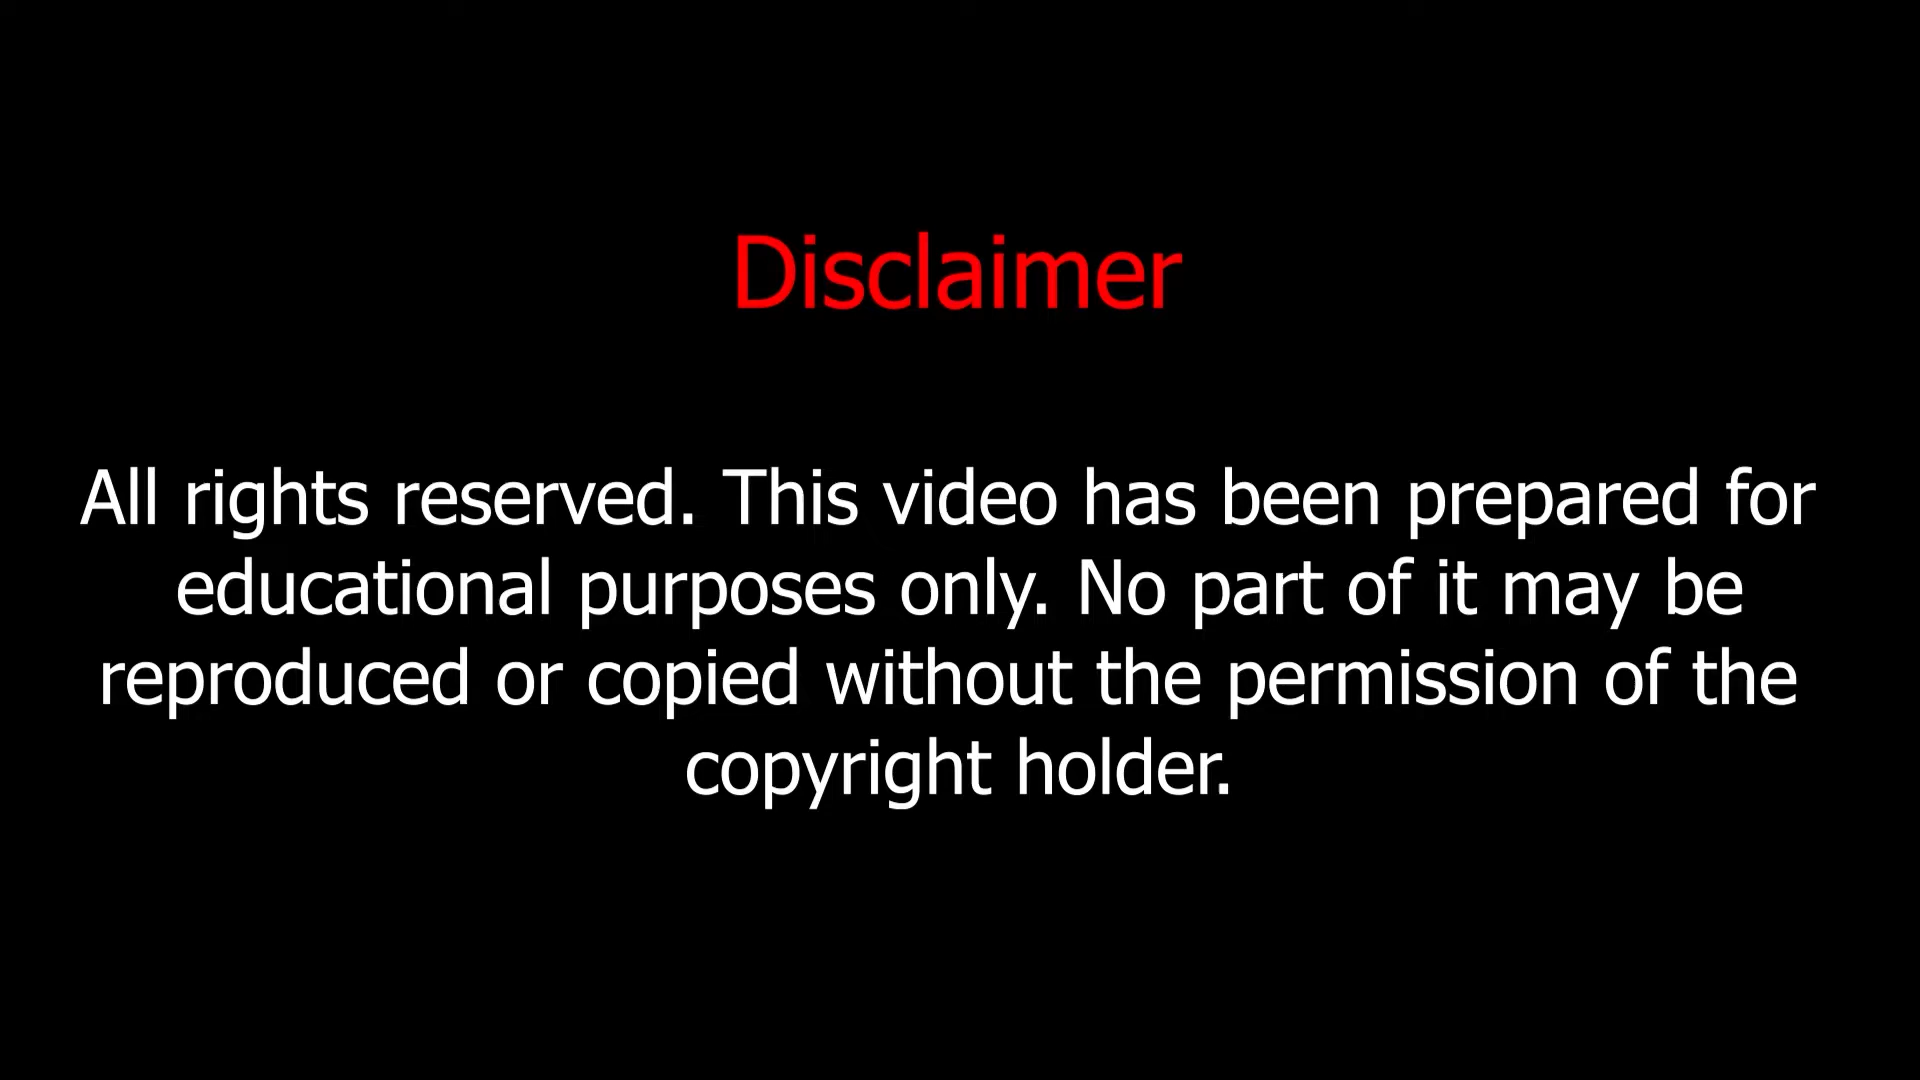 Disclaimer
All rights reserved. This video has been prepared for
educational purposes only. No part of it may be
reproduced or copied without the permission of the
copyright holder.